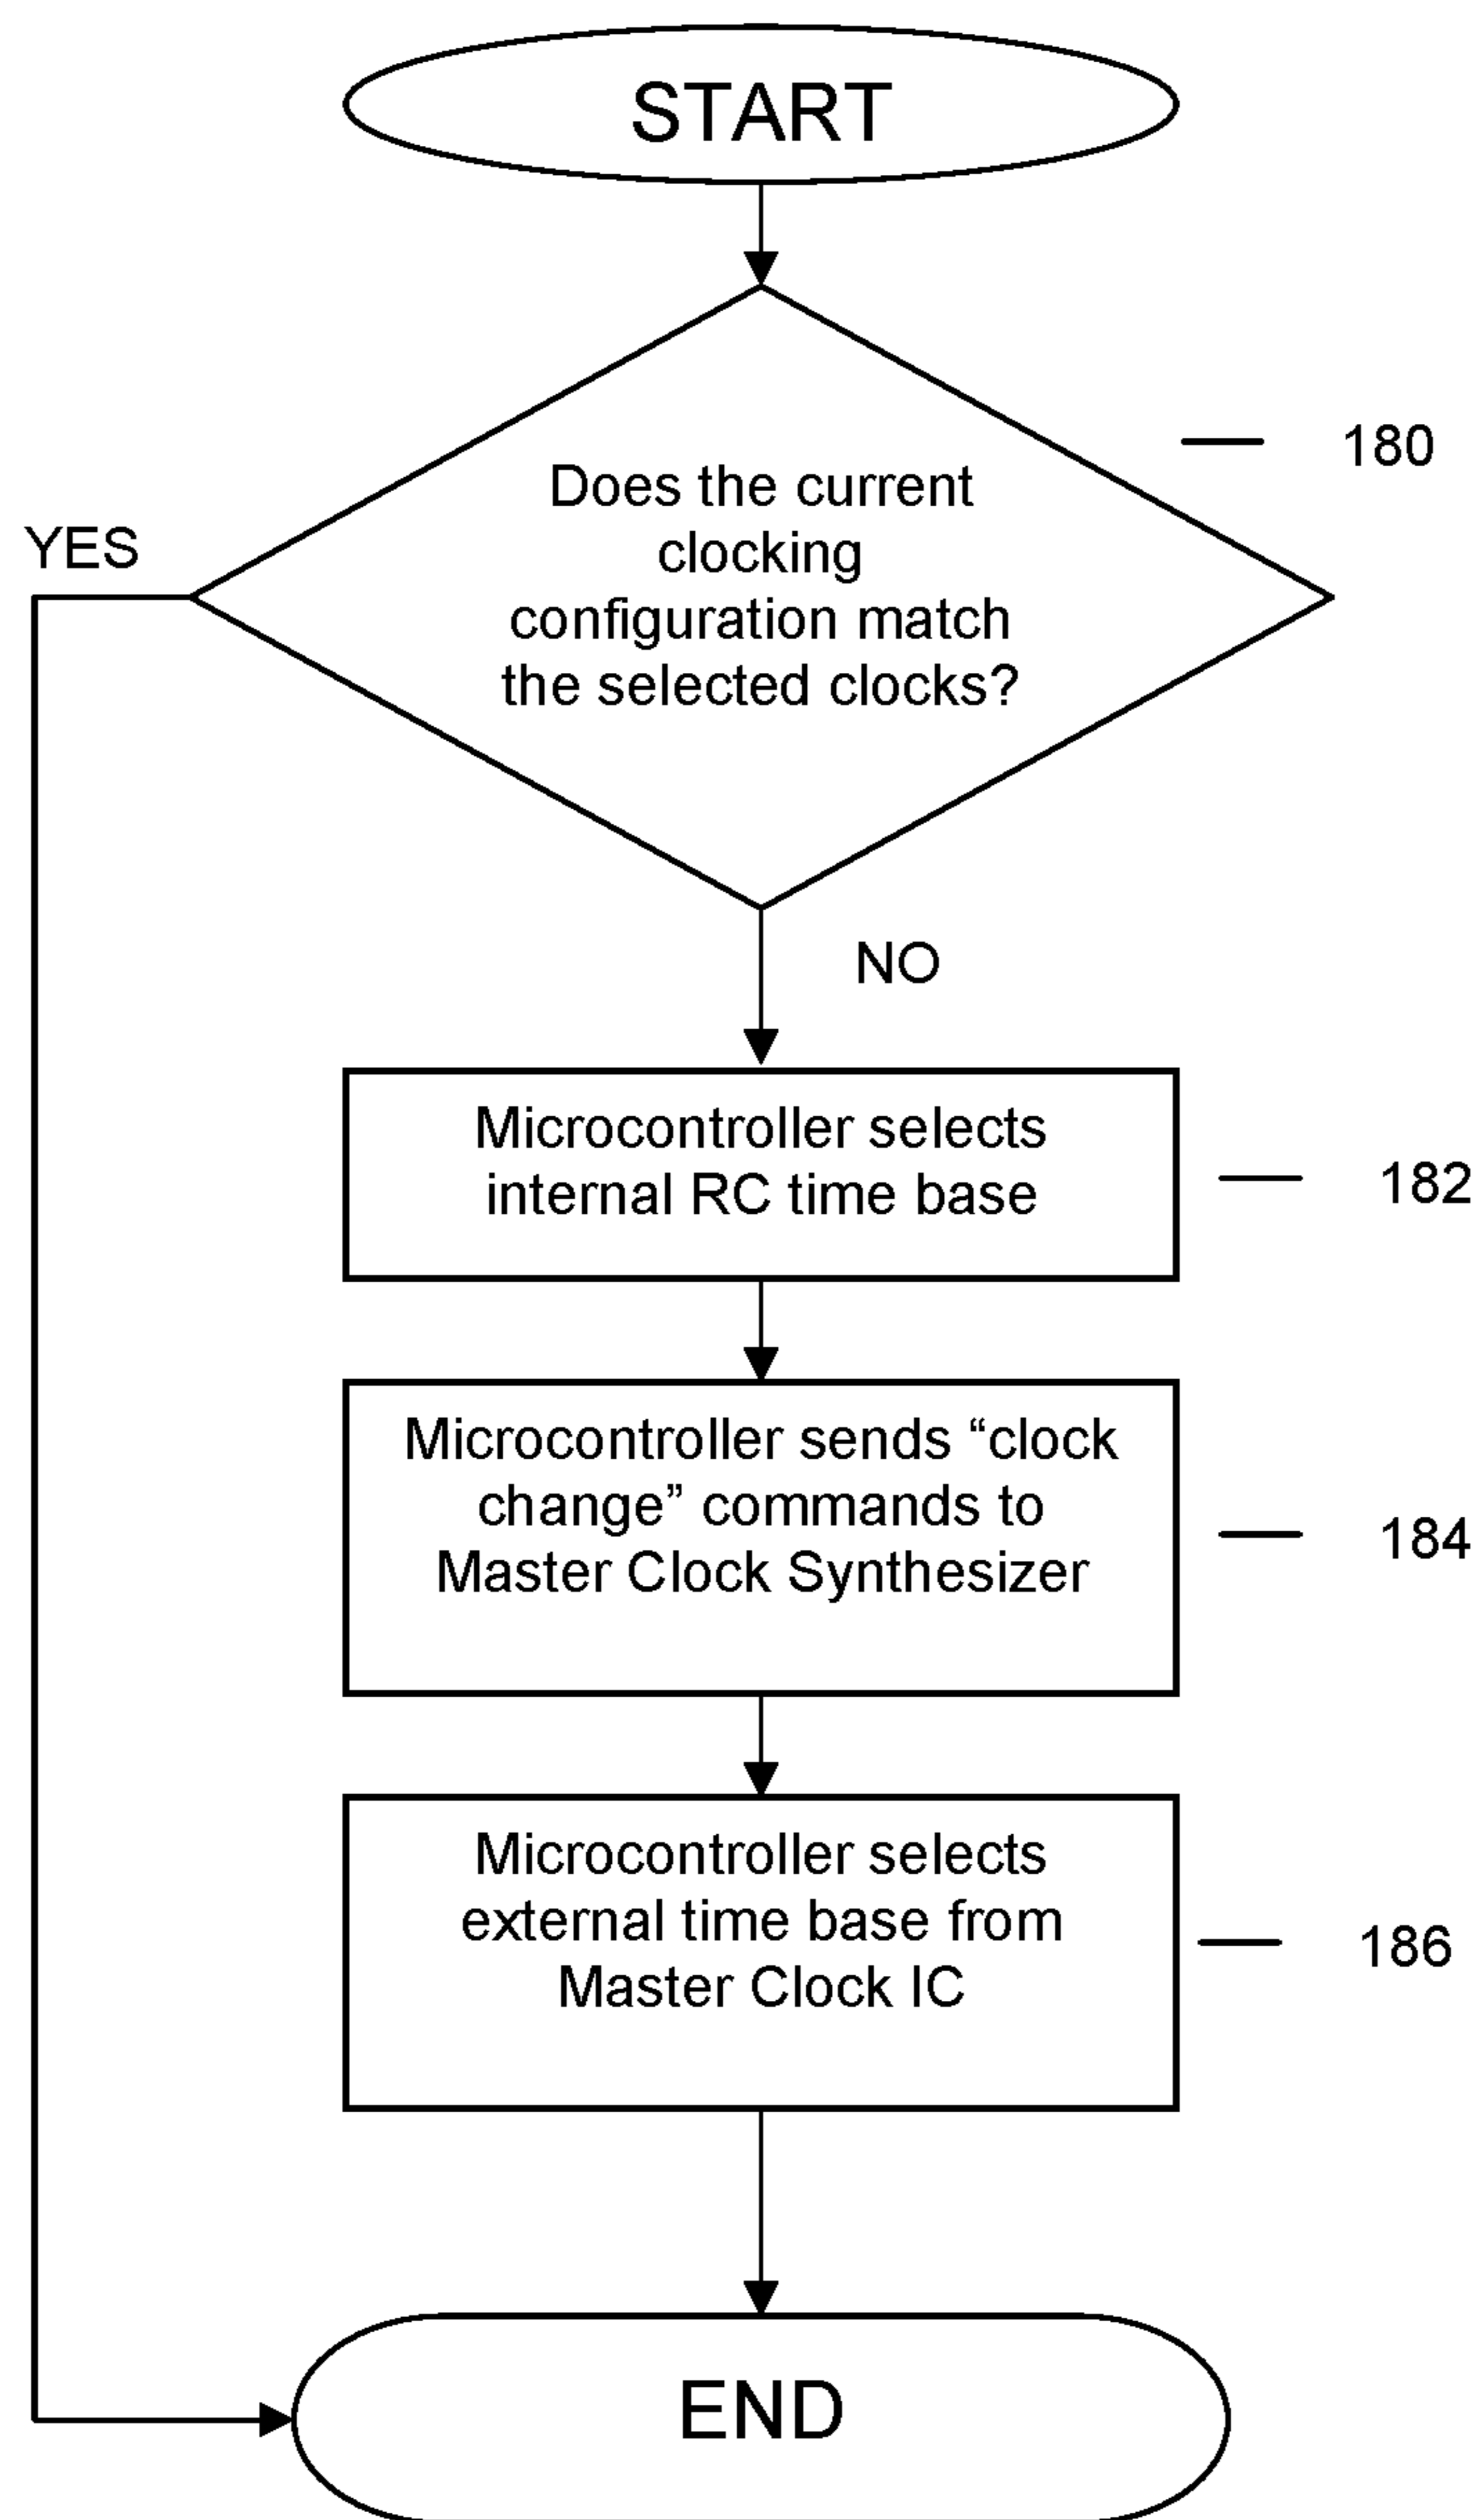 START
180
Does the current
clocking
configuration match
the selected clocks?
YES
NO
Microcontroller selects
internal RC time base
182
Microcontroller sends “clock
change” commands to
Master Clock Synthesizer
184
Microcontroller selects
external time base from
Master Clock IC
186
END